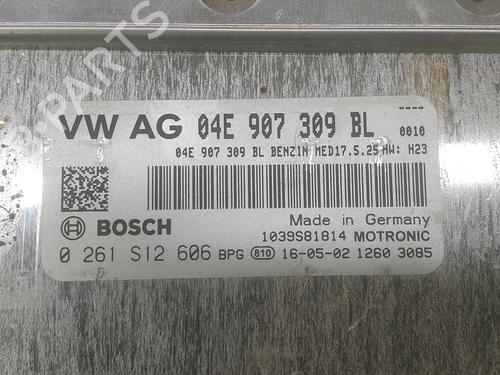 VW AG 04E 907 309 BL 0010
04E 907 309 BL BENZIN MED17.5.25 HW: H23
BOSCH
Made in Germany
1039S81814 MOTRONIC
0 261 S12 606 BPG 810 16-05-02 1260 3085
PARTS